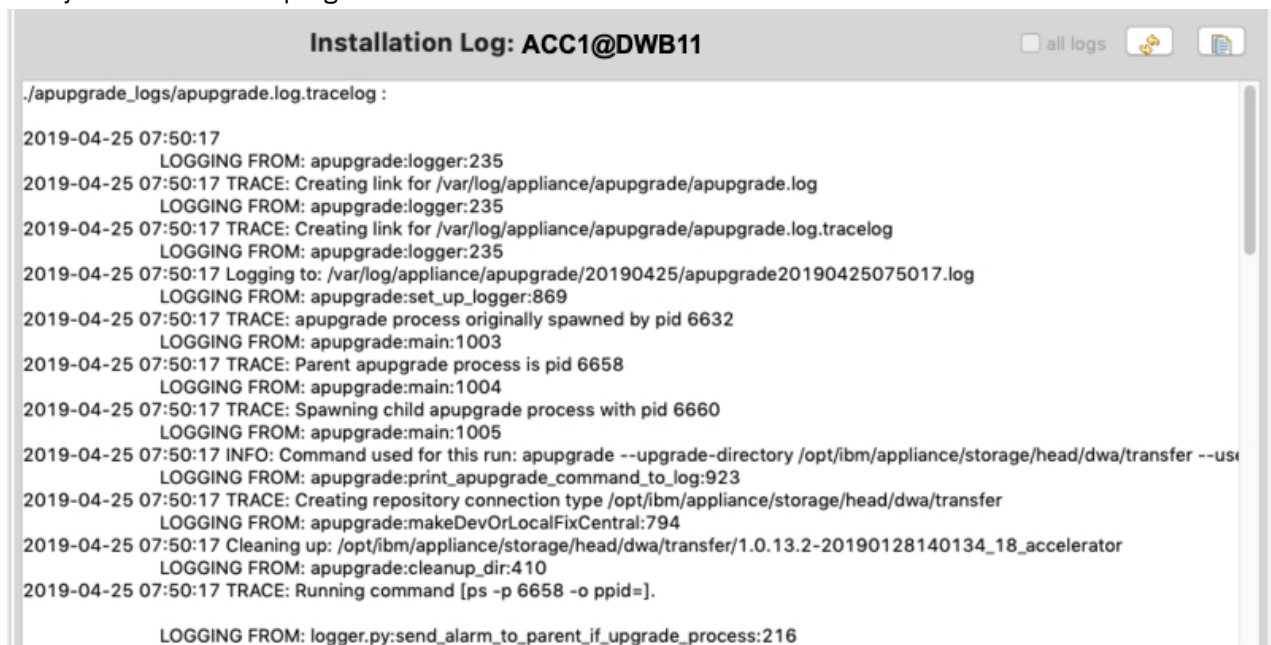 Installation Log: ACC1@DWB11
all logs
./apupgrade_logs/apupgrade.log.tracelog :
2019-04-25 07:50:17
LOGGING FROM: apupgrade:logger:235
2019-04-25 07:50:17 TRACE: Creating link for /var/log/appliance/apupgrade/apupgrade.log
LOGGING FROM: apupgrade:logger:235
2019-04-25 07:50:17 TRACE: Creating link for /var/log/appliance/apupgrade/apupgrade.log.tracelog
LOGGING FROM: apupgrade:logger:235
2019-04-25 07:50:17 Logging to: /var/log/appliance/apupgrade/20190425/apupgrade20190425075017.log
LOGGING FROM: apupgrade:set_up_logger:869
2019-04-25 07:50:17 TRACE: apupgrade process originally spawned by pid 6632
LOGGING FROM: apupgrade:main:1003
2019-04-25 07:50:17 TRACE: Parent apupgrade process is pid 6658
LOGGING FROM: apupgrade:main:1004
2019-04-25 07:50:17 TRACE: Spawning child apupgrade process with pid 6660
LOGGING FROM: apupgrade:main:1005
2019-04-25 07:50:17 INFO: Command used for this run: apupgrade --upgrade-directory /opt/ibm/appliance/storage/head/dwa/transfer --use
LOGGING FROM: apupgrade:print_apupgrade_command_to_log:923
2019-04-25 07:50:17 TRACE: Creating repository connection type /opt/ibm/appliance/storage/head/dwa/transfer
LOGGING FROM: apupgrade:makeDevOrLocalFixCentral:794
2019-04-25 07:50:17 Cleaning up: /opt/ibm/appliance/storage/head/dwa/transfer/1.0.13.2-20190128140134_18_accelerator
LOGGING FROM: apupgrade:cleanup_dir:410
2019-04-25 07:50:17 TRACE: Running command [ps -p 6658 -o ppid=].
LOGGING FROM: logger.py:send_alarm_to_parent_if_upgrade_process:216